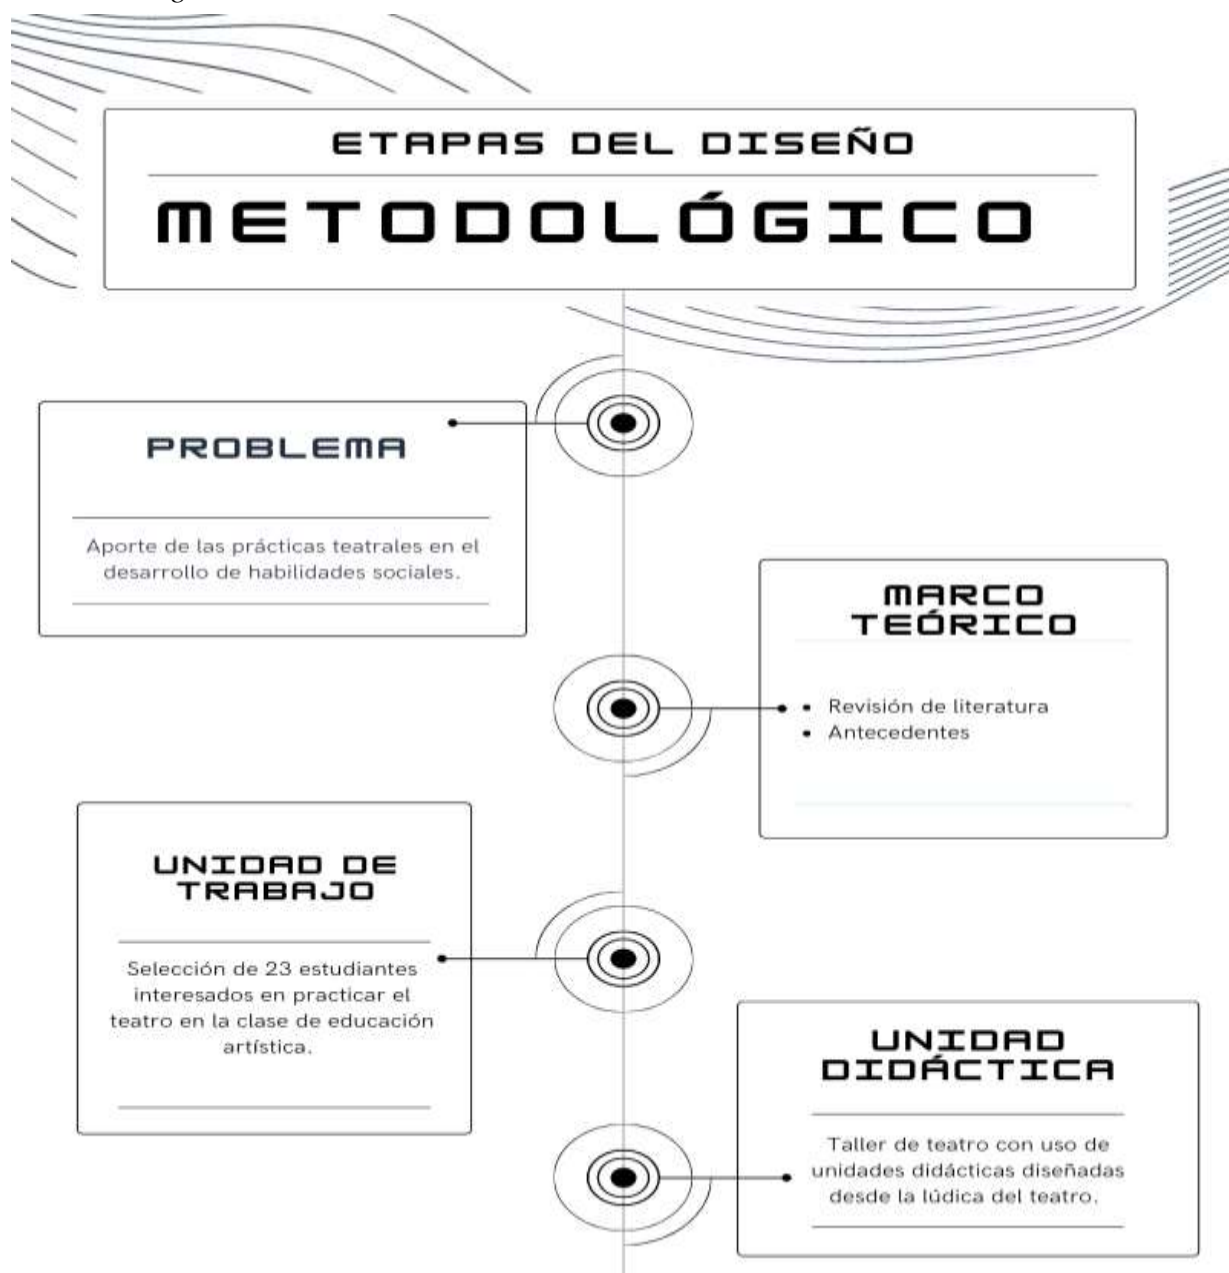 ETAPAS DEL DISEÑO
METODOLÓGICO
PROBLEMA
Aporte de las prácticas teatrales en el
desarrollo de habilidades sociales.
MARCO
TEÓRICO
• Revisión de literatura
• Antecedentes
UNIDAD DE
TRABAJO
Selección de 23 estudiantes
interesados en practicar el
teatro en la clase de educación
artística.
UNIDAD
DIDÁCTICA
Taller de teatro con uso de
unidades didácticas diseñadas
desde la lúdica del teatro.